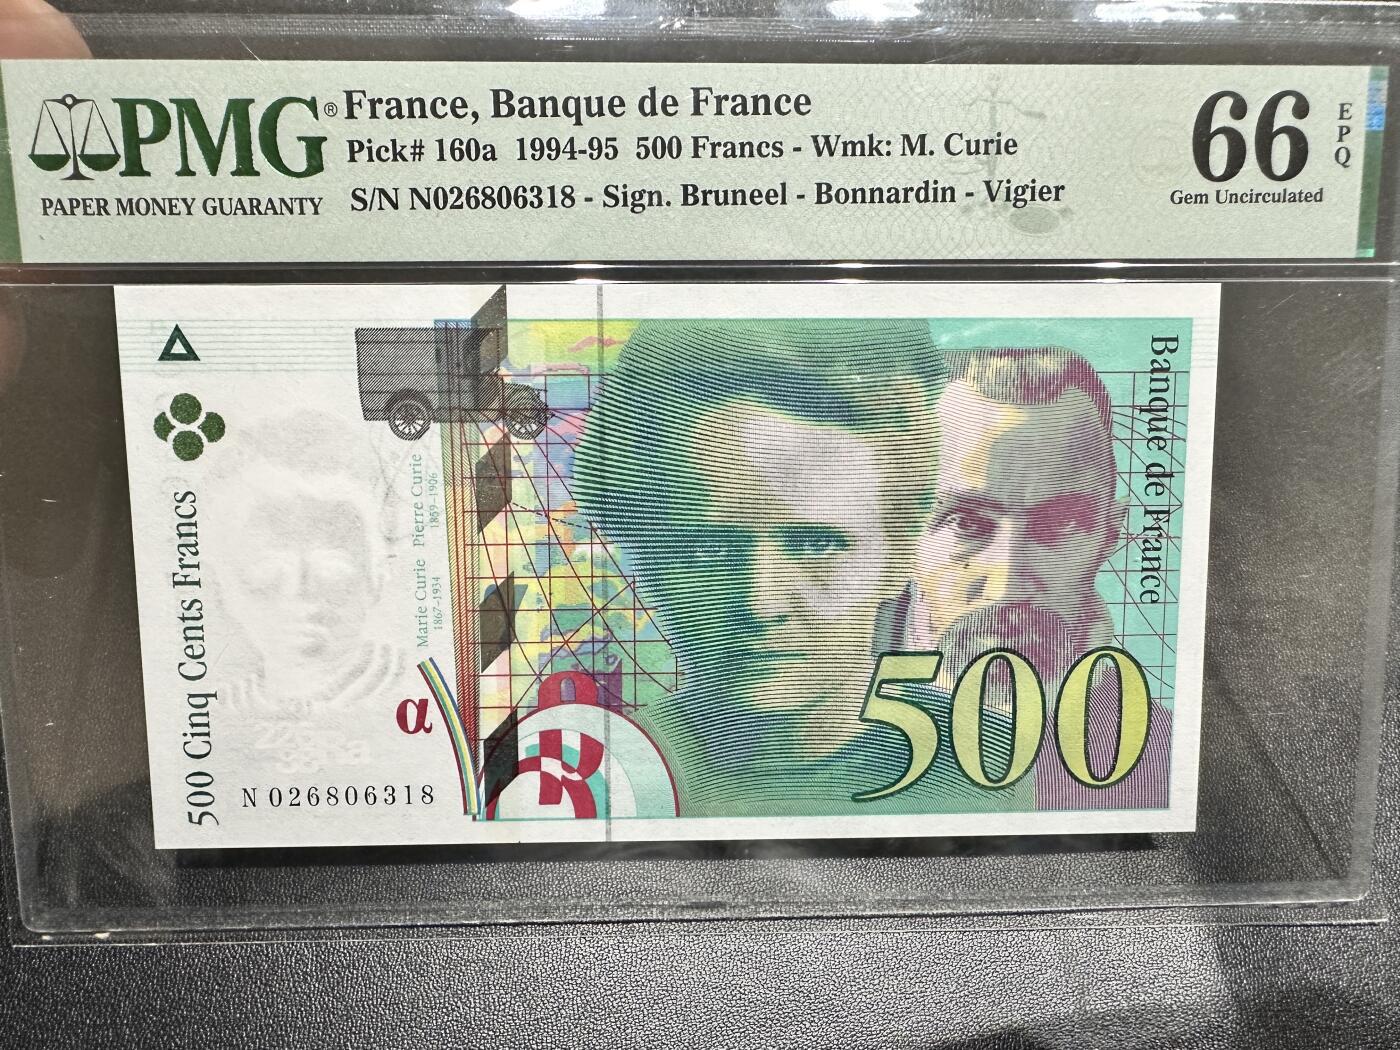 PMG®
PAPER MONEY GUARANTY
France, Banque de France
Pick# 160a 1994-95 500 Francs - Wmk: M. Curie
S/N N026806318 - Sign. Bruneel - Bonnardin - Vigier
66
EPQ
Gem Uncirculated
500 Cinq Cents Francs
N 026806318
Marie Curie Pierre Curie
1867-1934 1859-1906
α
500
Banque de France